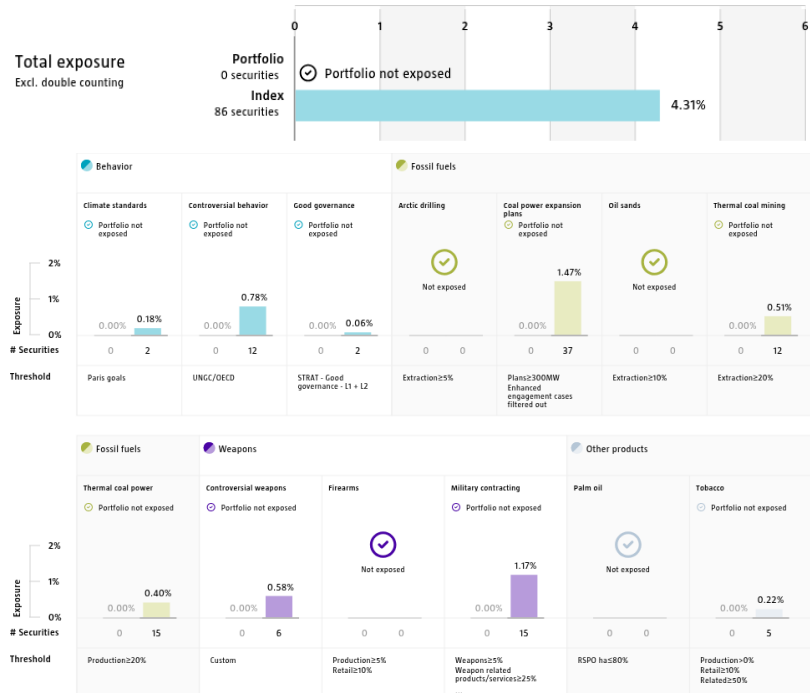 0 1 2 3 4 5 6
Total exposure
Excl. double counting
Portfolio
0 securities
Portfolio not exposed
Index
86 securities
4.31%
Behavior
Fossil fuels
Climate standards
Controversial behavior
Good governance
Arctic drilling
Coal power expansion
plans
Oil sands
Thermal coal mining
Portfolio not
exposed
Portfolio not
exposed
Portfolio not
exposed
Not exposed
Portfolio not
exposed
Not exposed
Portfolio not
exposed
Exposure
2%
1%
0%
0.00% 0.18%
0.00% 0.78%
0.00% 0.06%
0.00% 1.47%
0.00% 0.51%
# Securities
0 2
0 12
0 2
0 0
0 37
0 0
0 12
Threshold
Paris goals
UNGC/OECD
STRAT - Good
governance - L1 + L2
Extraction≥5%
Plans≥300MW
Enhanced
engagement cases
filtered out
Extraction≥10%
Extraction≥20%
Fossil fuels
Weapons
Other products
Thermal coal power
Controversial weapons
Firearms
Military contracting
Palm oil
Tobacco
Portfolio not exposed
Portfolio not exposed
Not exposed
Portfolio not exposed
Not exposed
Portfolio not exposed
Exposure
2%
1%
0%
0.00% 0.40%
0.00% 0.58%
0.00% 1.17%
0.00% 0.22%
# Securities
0 15
0 6
0 0
0 15
0 0
0 5
Threshold
Production≥20%
Custom
Production≥5%
Retail≥10%
Weapons≥5%
Weapon related
products/services≥25%
RSPO ha≤80%
Production>0%
Retail≥10%
Related≥50%